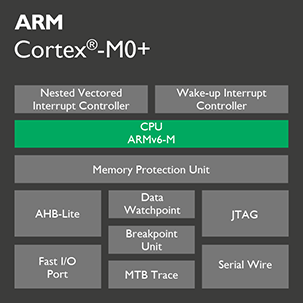 ARM
Cortex®-M0+
Nested Vectored
Interrupt Controller
Wake-up Interrupt
Controller
CPU
ARMv6-M
Memory Protection Unit
AHB-Lite
Data
Watchpoint
JTAG
Breakpoint
Unit
Fast I/O
Port
MTB Trace
Serial Wire